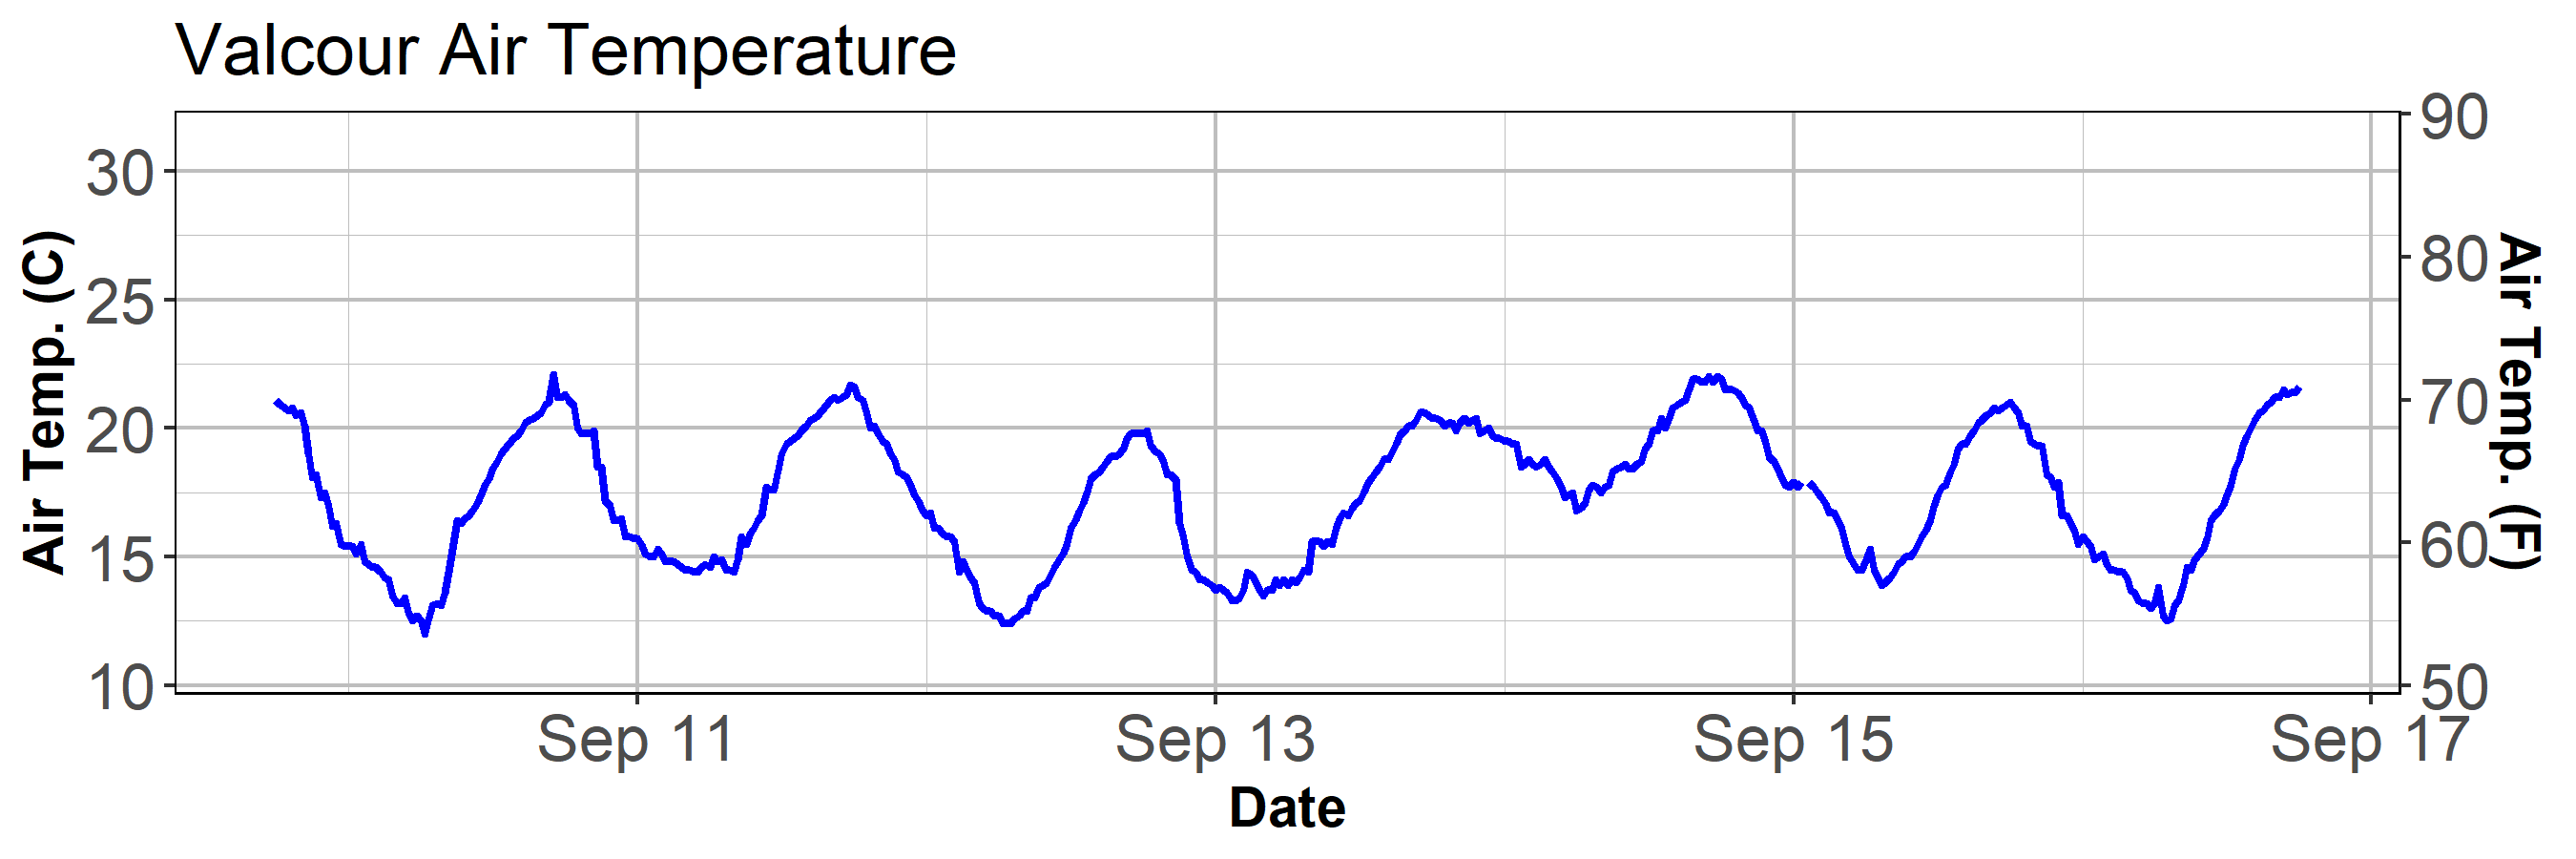 Valcour Air Temperature
Air Temp. (C)
30
25
20
15
10
90
80
70
60
50
Air Temp. (F)
Sep 11 Sep 13 Sep 15 Sep 17
Date